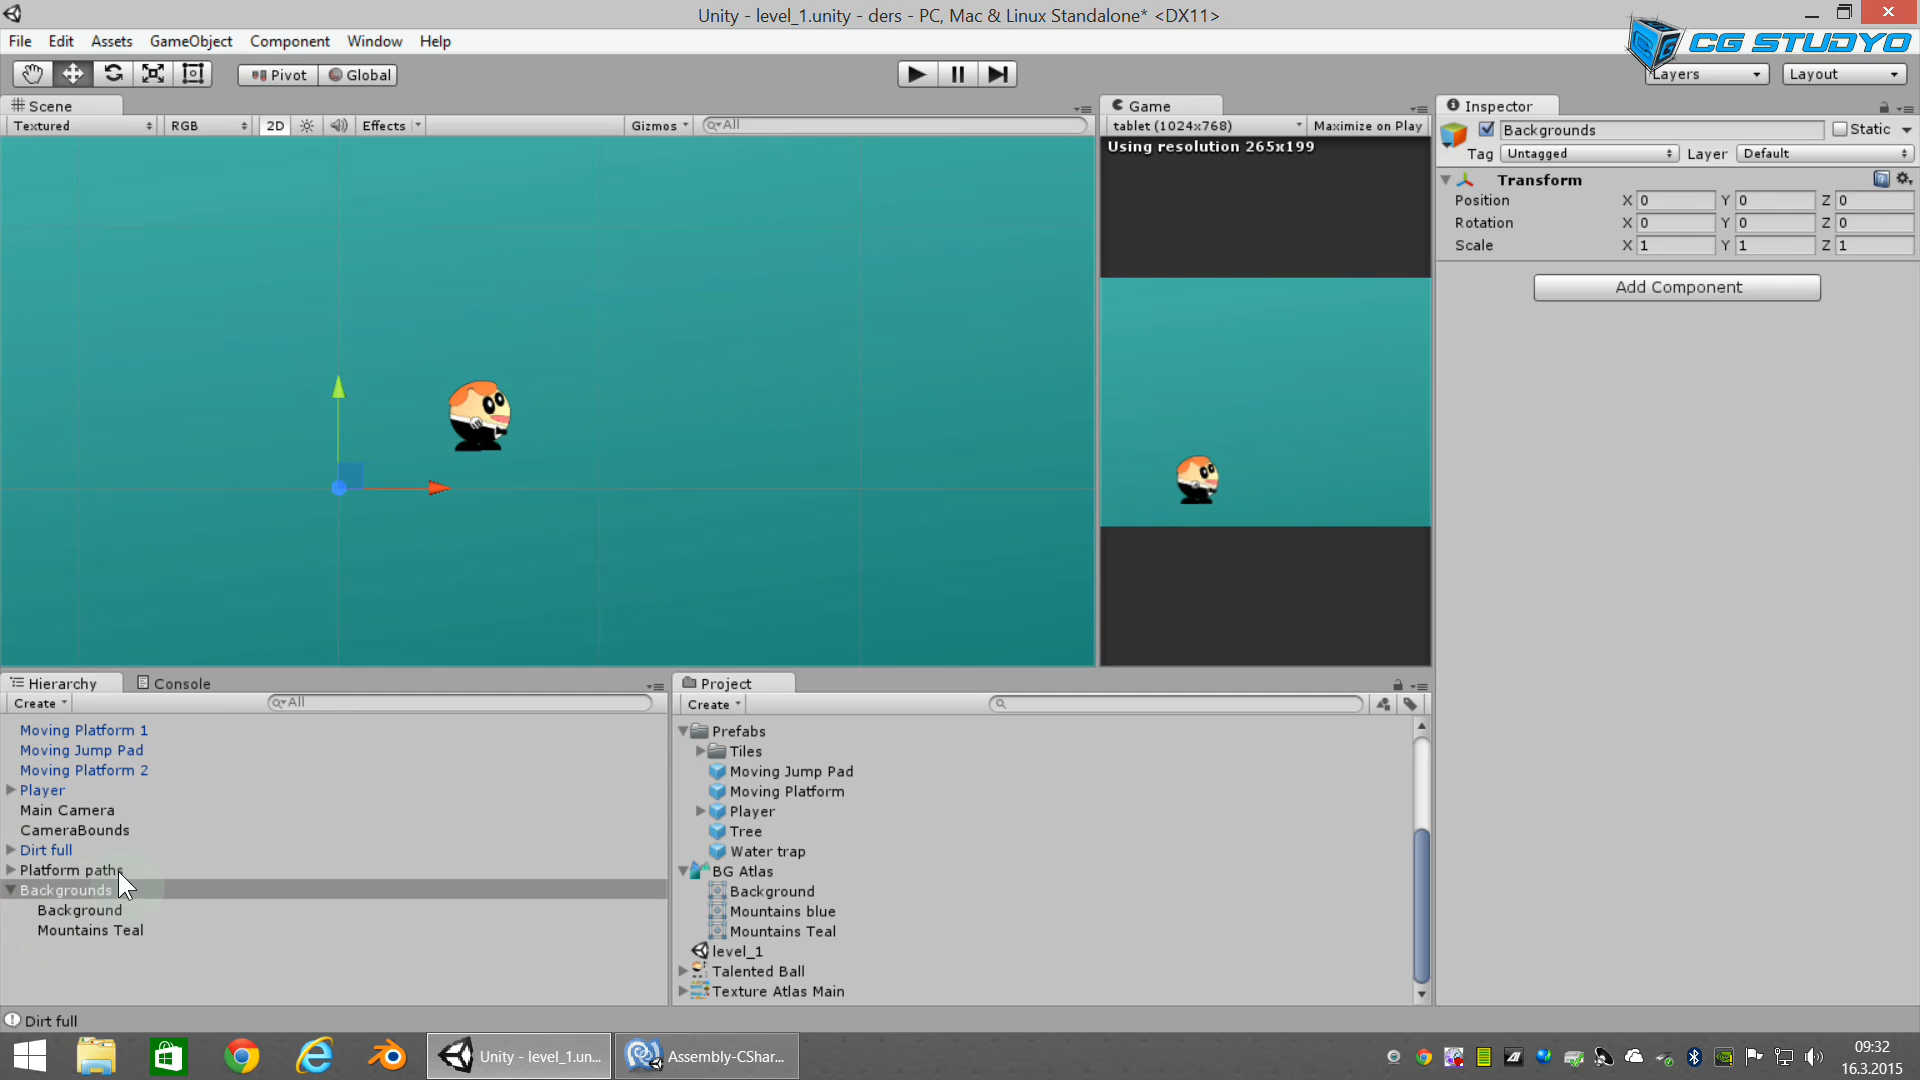 Unity - level_1.unity - ders - PC, Mac & Linux Standalone* <DX11>
CG STUDYO
File Edit Assets GameObject Component Window Help
Pivot Global
Layers Layout
Scene
Textured RGB 2D Effects Gizmos All
Game
tablet (1024x768) Maximize on Play
Using resolution 265x199
Inspector
Backgrounds Static
Tag Untagged Layer Default
Transform
Position X 0 Y 0 Z 0
Rotation X 0 Y 0 Z 0
Scale X 1 Y 1 Z 1
Add Component
Hierarchy Console
Create All
Moving Platform 1
Moving Jump Pad
Moving Platform 2
Player
Main Camera
CameraBounds
Dirt full
Platform paths
Backgrounds
Background
Mountains Teal
Project
Create
Prefabs
Tiles
Moving Jump Pad
Moving Platform
Player
Tree
Water trap
BG Atlas
Background
Mountains blue
Mountains Teal
level_1
Talented Ball
Texture Atlas Main
Dirt full
Unity - level_1.un...
Assembly-CShar...
09:32
16.3.2015